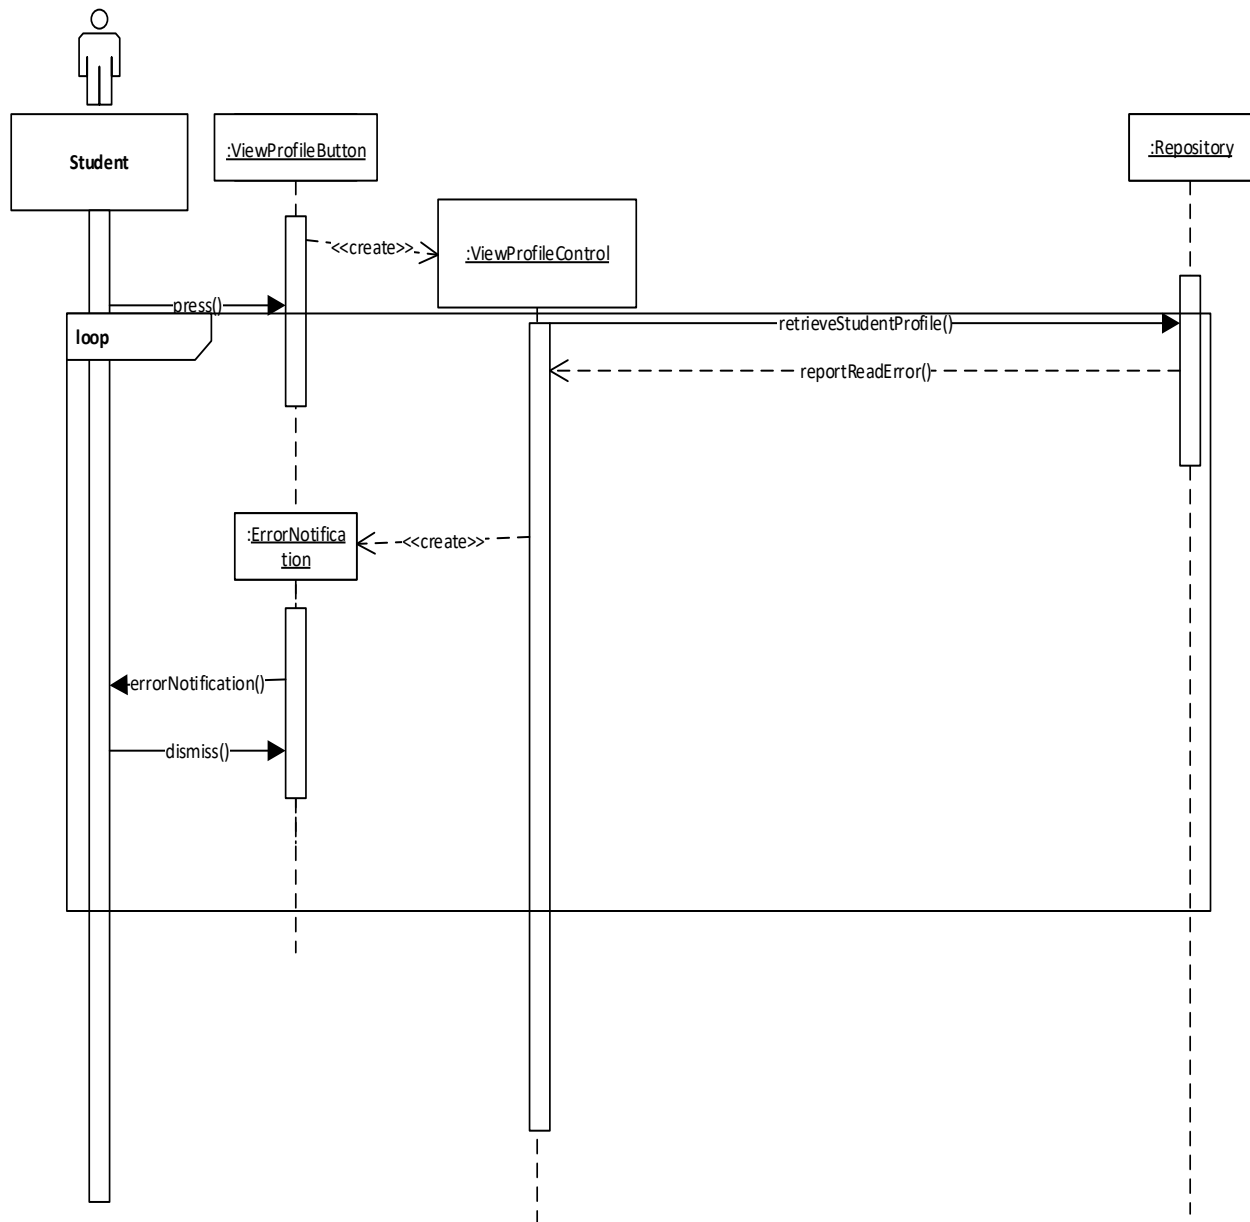 Student
:ViewProfileButton
:Repository
<<create>>
:ViewProfileControl
press()
loop
retrieveStudentProfile()
reportReadError()
:ErrorNotifica
tion
<<create>>
errorNotification()
dismiss()